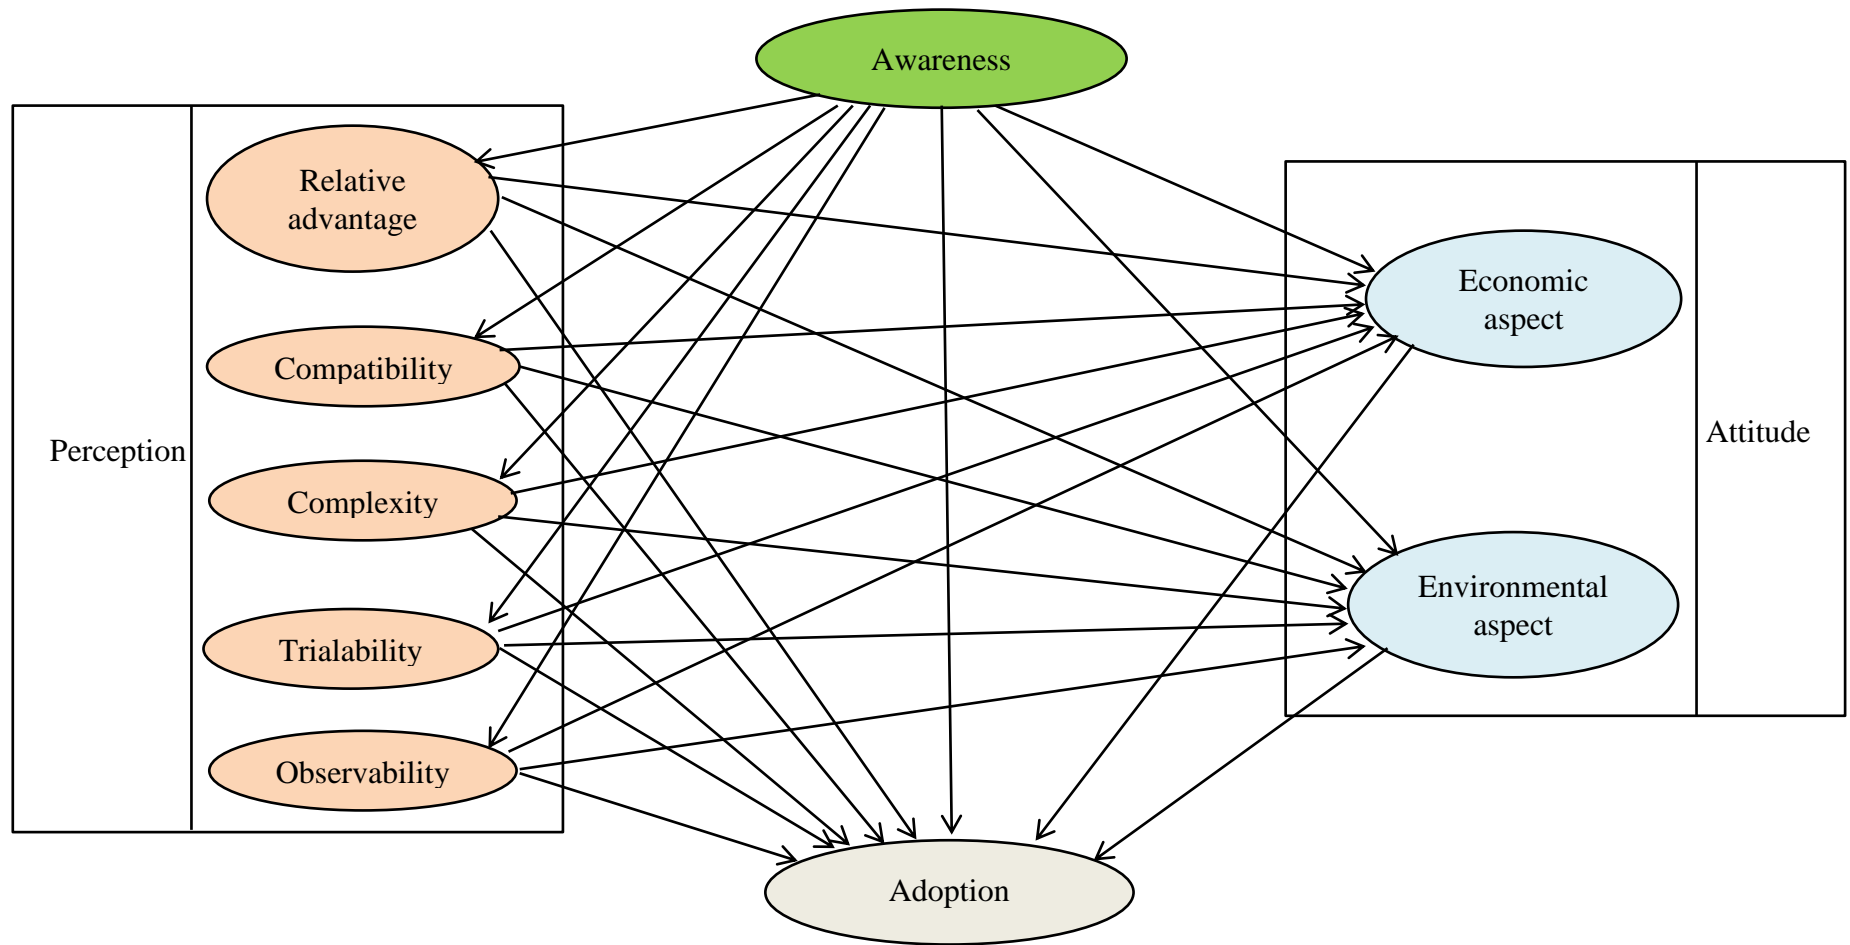 Awareness
Relative
advantage
Compatibility
Complexity
Trialability
Observability
Perception
Economic
aspect
Environmental
aspect
Attitude
Adoption